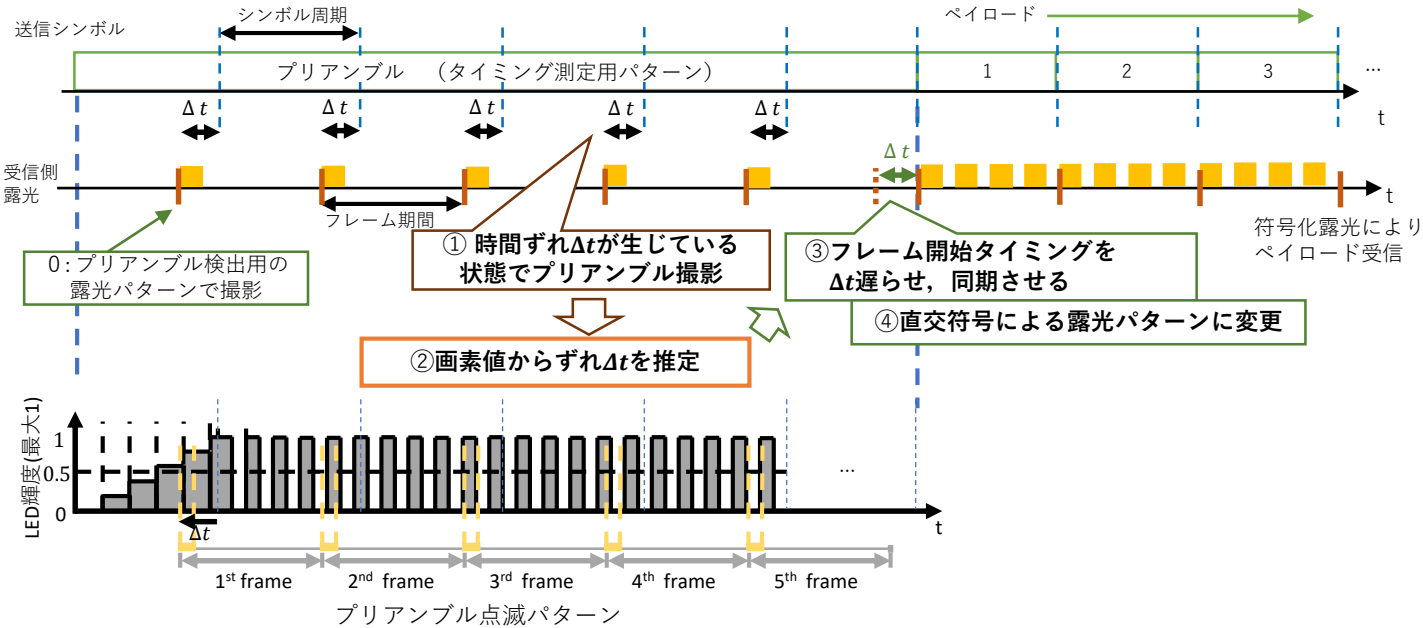 送信シンボル
シンボル周期
ペイロード
プリアンブル （タイミング測定用パターン）
1
2
3
…
Δt
Δt
Δt
Δt
Δt
t
受信側
露光
Δt
t
フレーム期間
0：プリアンブル検出用の
露光パターンで撮影
① 時間ずれΔtが生じている
状態でプリアンブル撮影
③フレーム開始タイミングを
Δt遅らせ，同期させる
符号化露光により
ペイロード受信
④直交符号による露光パターンに変更
②画素値からずれΔtを推定
LED輝度(最大1)
1
0.5
0
…
Δt
t
1st frame
2nd frame
3rd frame
4th frame
5th frame
プリアンブル点滅パターン